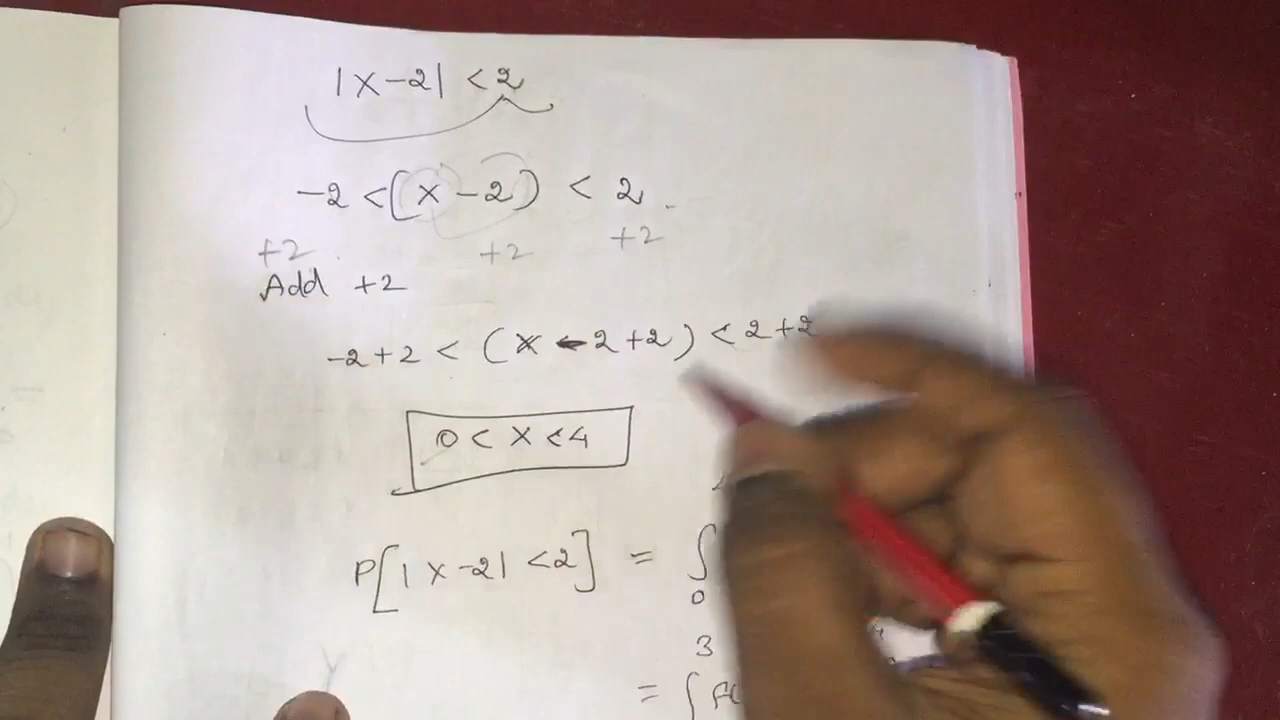 |x-2| <2
-2 <(x-2) < 2
+2 +2 +2
Add +2
-2+2 < (x-2+2) <2+2
0<x<4
P[|x-2| <2] = ∫
0
3
= ∫